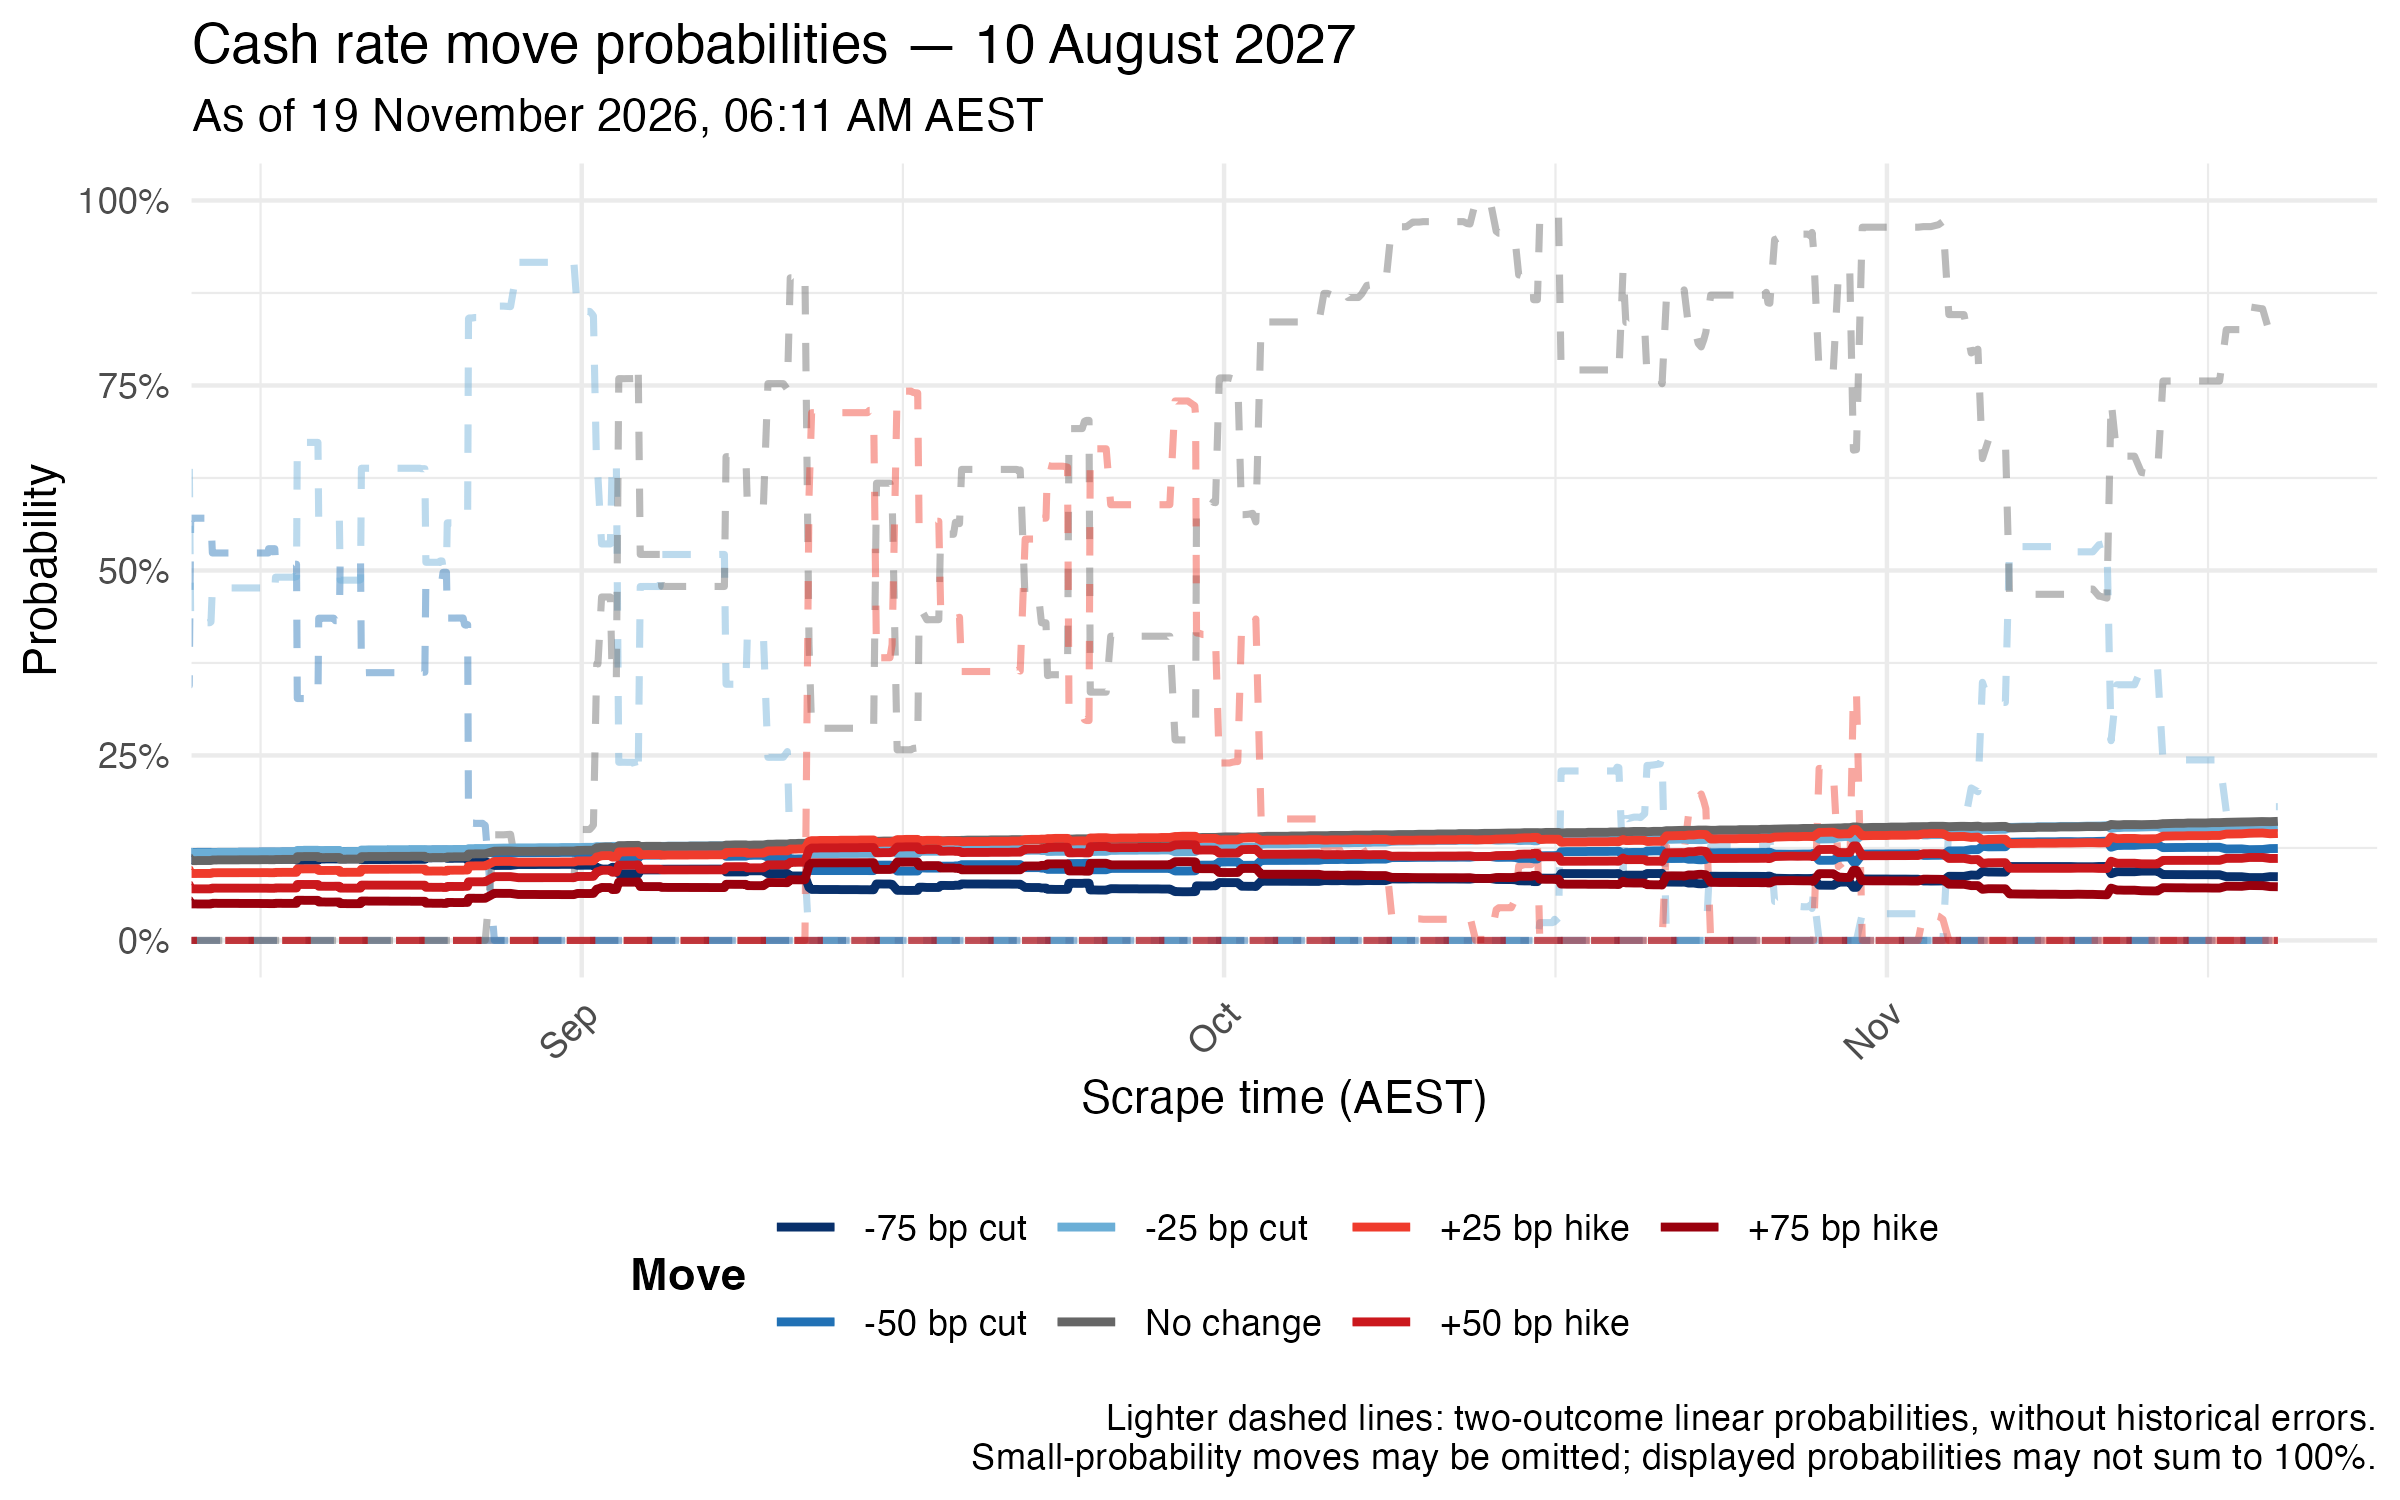 Cash rate move probabilities — 10 August 2027
As of 19 November 2026, 06:11 AM AEST
Probability
100%
75%
50%
25%
0%
Sep
Oct
Nov
Scrape time (AEST)
Move
-75 bp cut
-25 bp cut
+25 bp hike
+75 bp hike
-50 bp cut
No change
+50 bp hike
Lighter dashed lines: two-outcome linear probabilities, without historical errors.
Small-probability moves may be omitted; displayed probabilities may not sum to 100%.